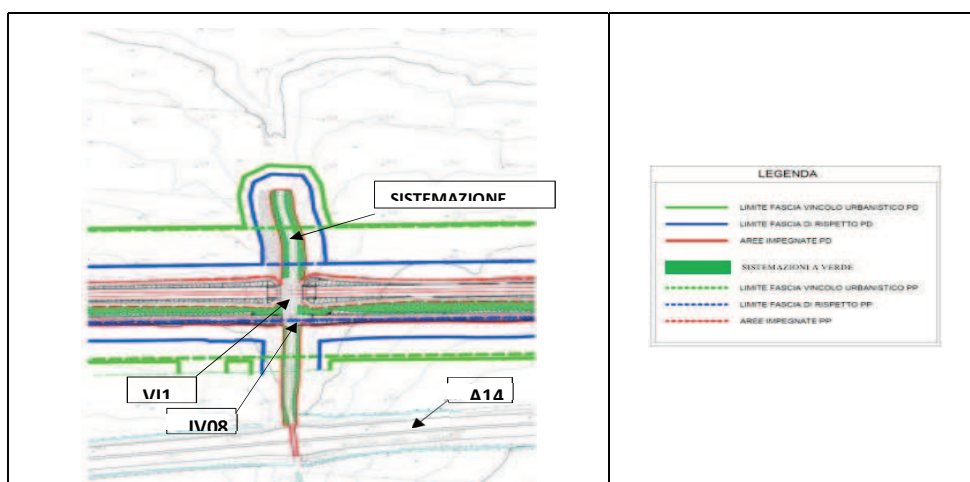 SISTEMAZIONE
VI1
IV08
A14
LEGENDA
LIMITE FASCIA VINCOLO URBANISTICO PD
LIMITE FASCIA DI RISPETTO PD
AREE IMPEGNATE PD
SISTEMAZIONI A VERDE
LIMITE FASCIA VINCOLO URBANISTICO PP
LIMITE FASCIA DI RISPETTO PP
AREE IMPEGNATE PP